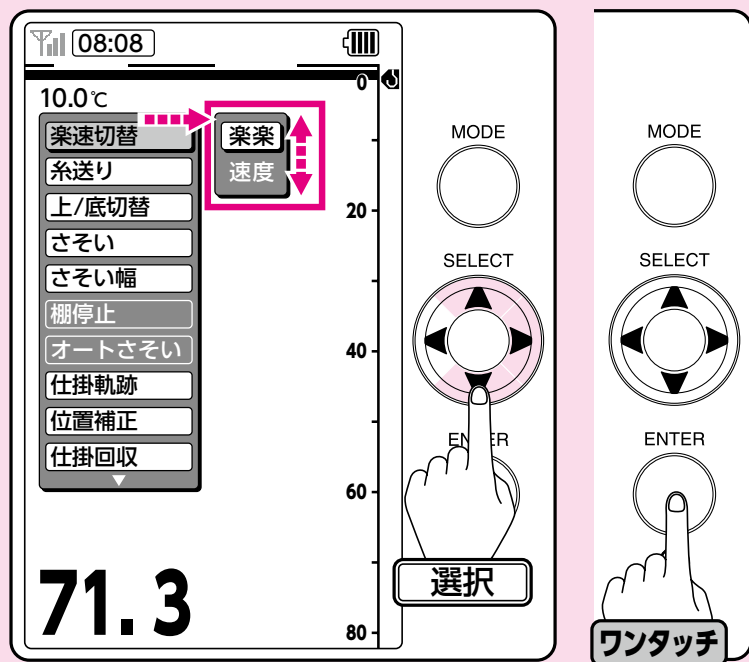 08:08
0
10.0℃
楽速切替
楽楽
糸送り
速度
上/底切替
20
さそい
さそい幅
棚停止
オートさそい
40
仕掛軌跡
位置補正
仕掛回収
60
71.3
80
MODE
SELECT
ENTER
選択
MODE
SELECT
ENTER
ワンタッチ